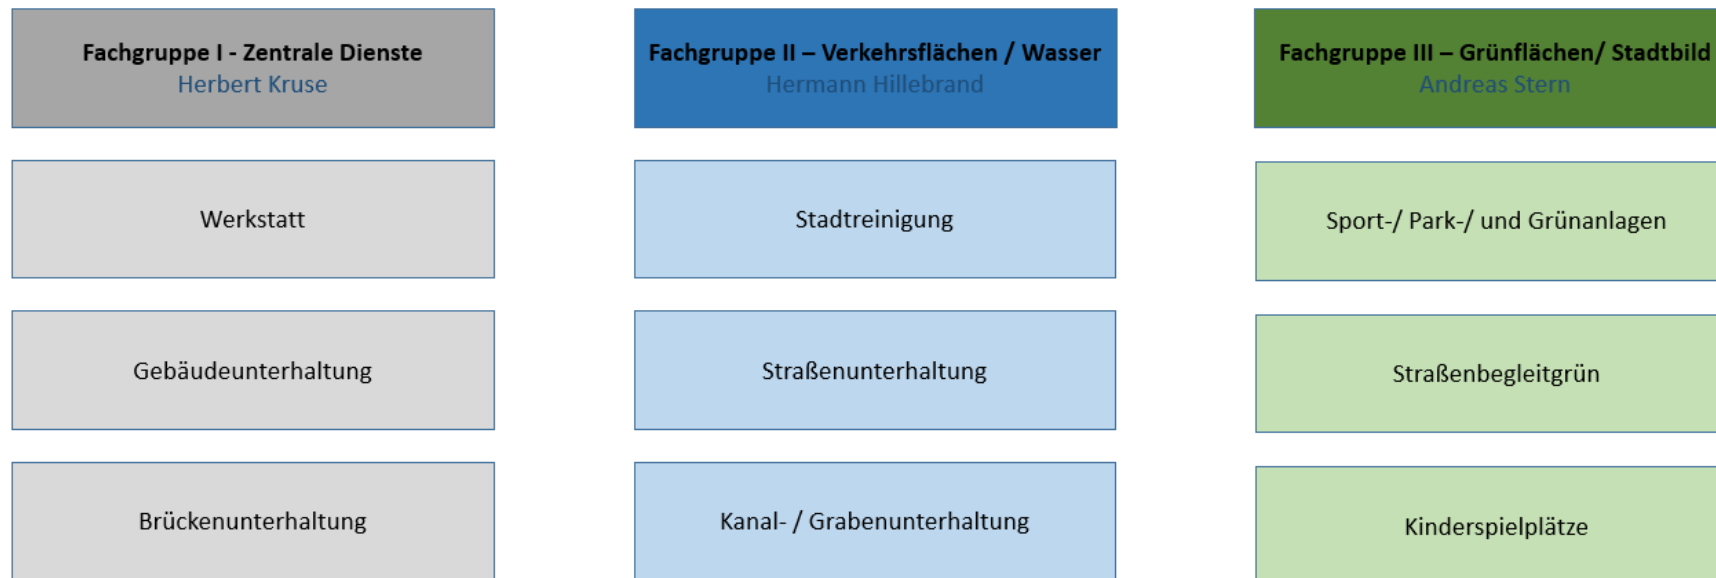 Fachgruppe I - Zentrale Dienste
Herbert Kruse
Werkstatt
Gebäudeunterhaltung
Brückenunterhaltung
Fachgruppe II – Verkehrsflächen / Wasser
Hermann Hillebrand
Stadtreinigung
Straßenunterhaltung
Kanal- / Grabenunterhaltung
Fachgruppe III – Grünflächen/ Stadtbild
Andreas Stern
Sport-/ Park-/ und Grünanlagen
Straßenbegleitgrün
Kinderspielplätze